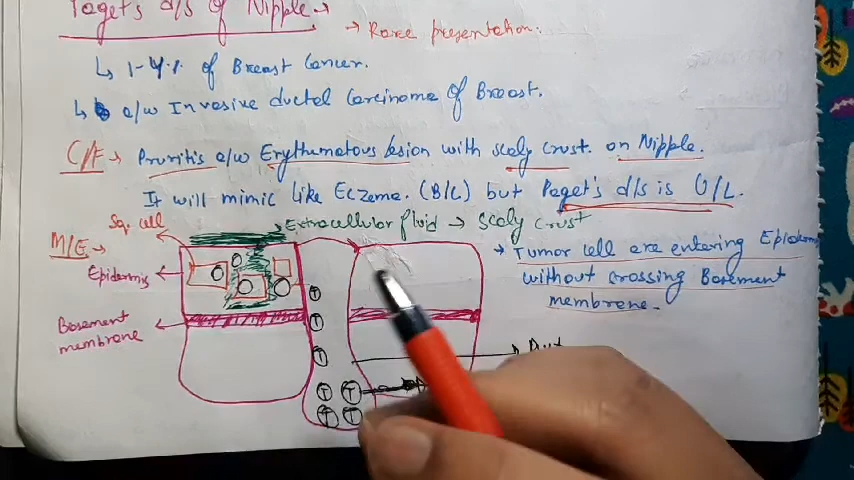 Paget's d/s of Nipple →
→ Rare presentation.
↳ 1-4% of Breast Cancer.
↳ a/w Invasive ductal Carcinoma of Breast.
C/F → Pruritis a/w Erythematous lesion with scaly crust on Nipple.
It will mimic like Eczema. (B/L) but Paget's d/s is U/L.
Sq. cell
Extracellular fluid → scaly crust
M/E →
Epidermis
Basement
membrane
→ Tumor cell are entering Epiderm
without crossing Basement
membrane.
T
T
T
T T
T T